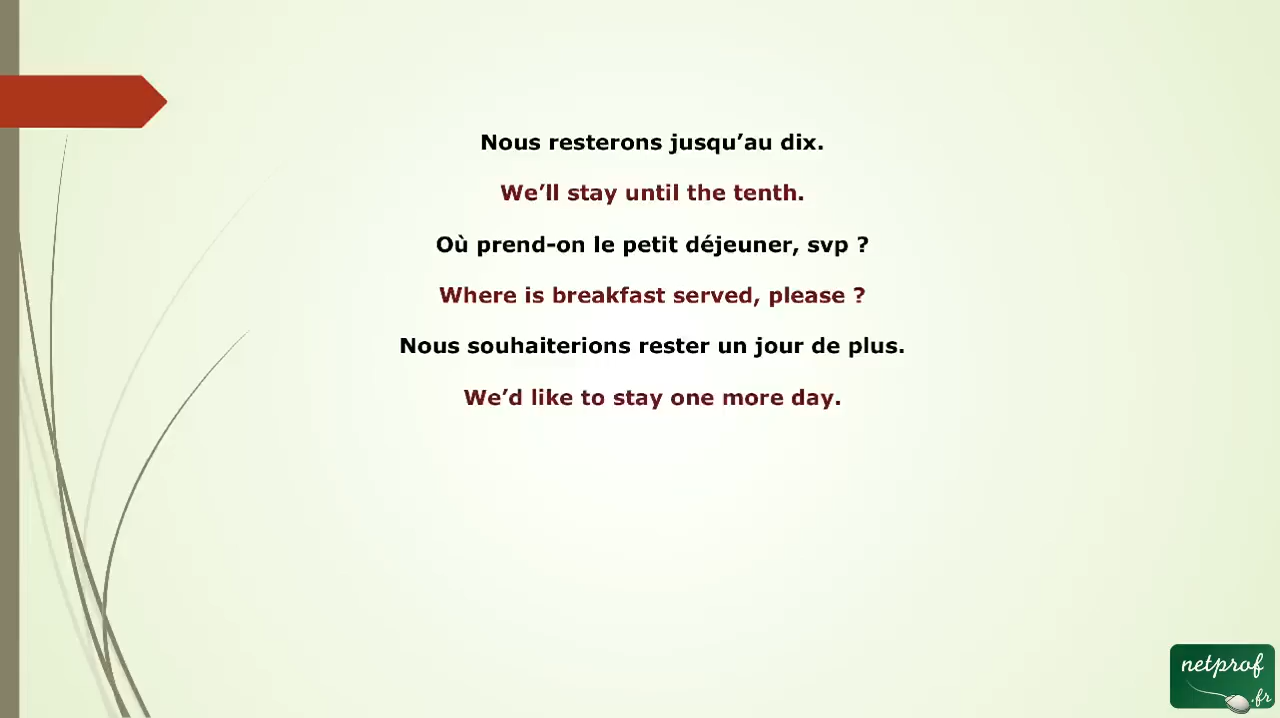 Nous resterons jusqu’au dix.
We’ll stay until the tenth.
Où prend-on le petit déjeuner, svp ?
Where is breakfast served, please ?
Nous souhaiterions rester un jour de plus.
We’d like to stay one more day.
netprof
.fr